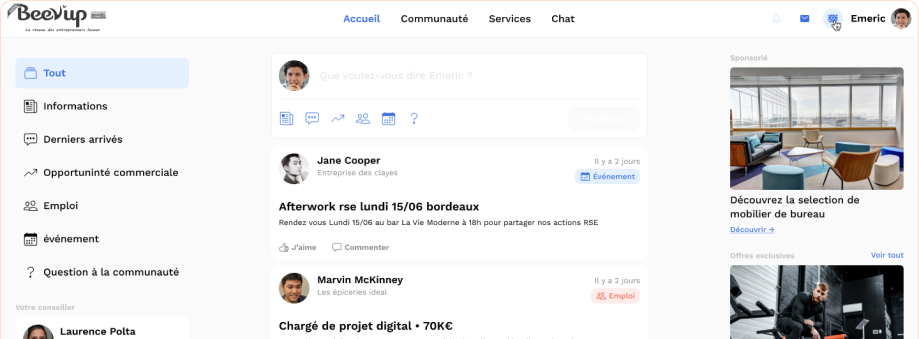 Beevup
Le réseau des entrepreneurs locaux
Accueil
Communauté
Services
Chat
Emeric
Tout
Informations
Derniers arrivés
Opportuninté commerciale
Emploi
événement
Question à la communauté
Votre conseiller
Laurence Polta
Que voulez-vous dire Emeric ?
Publier
Jane Cooper
Entreprise des clayes
Il y a 2 jours
Événement
Afterwork rse lundi 15/06 bordeaux
Rendez vous Lundi 15/06 au bar La Vie Moderne à 18h pour partager nos actions RSE
J'aime
Commenter
Marvin McKinney
Les épiceries ideal
Il y a 2 jours
Emploi
Chargé de projet digital • 70K€
Sponsorié
Découvrez la selection de
mobilier de bureau
Découvrir →
Offres exclusives
Voir tout